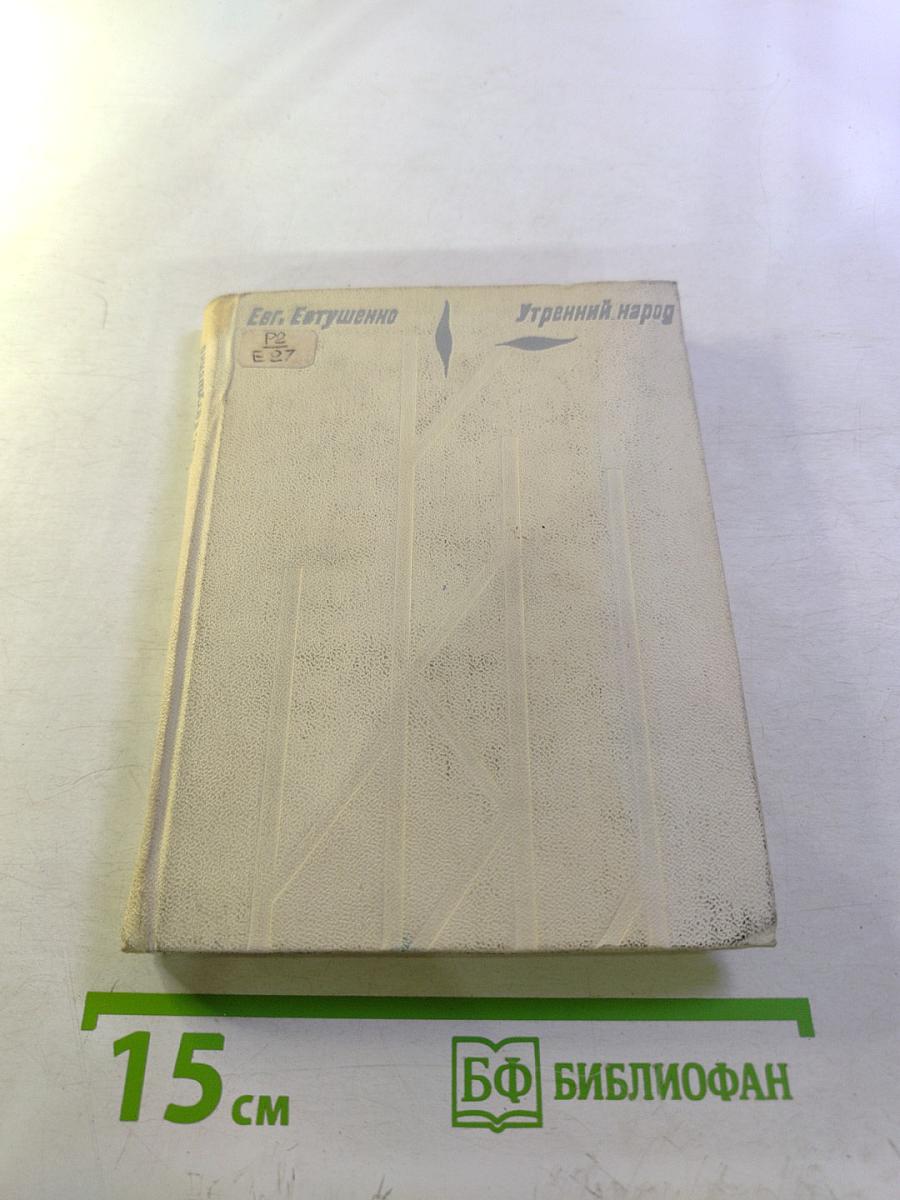 Евг. Евтушенко
Утренний народ
Р2
Е 27
15 см
БФ БИБЛИОФАН